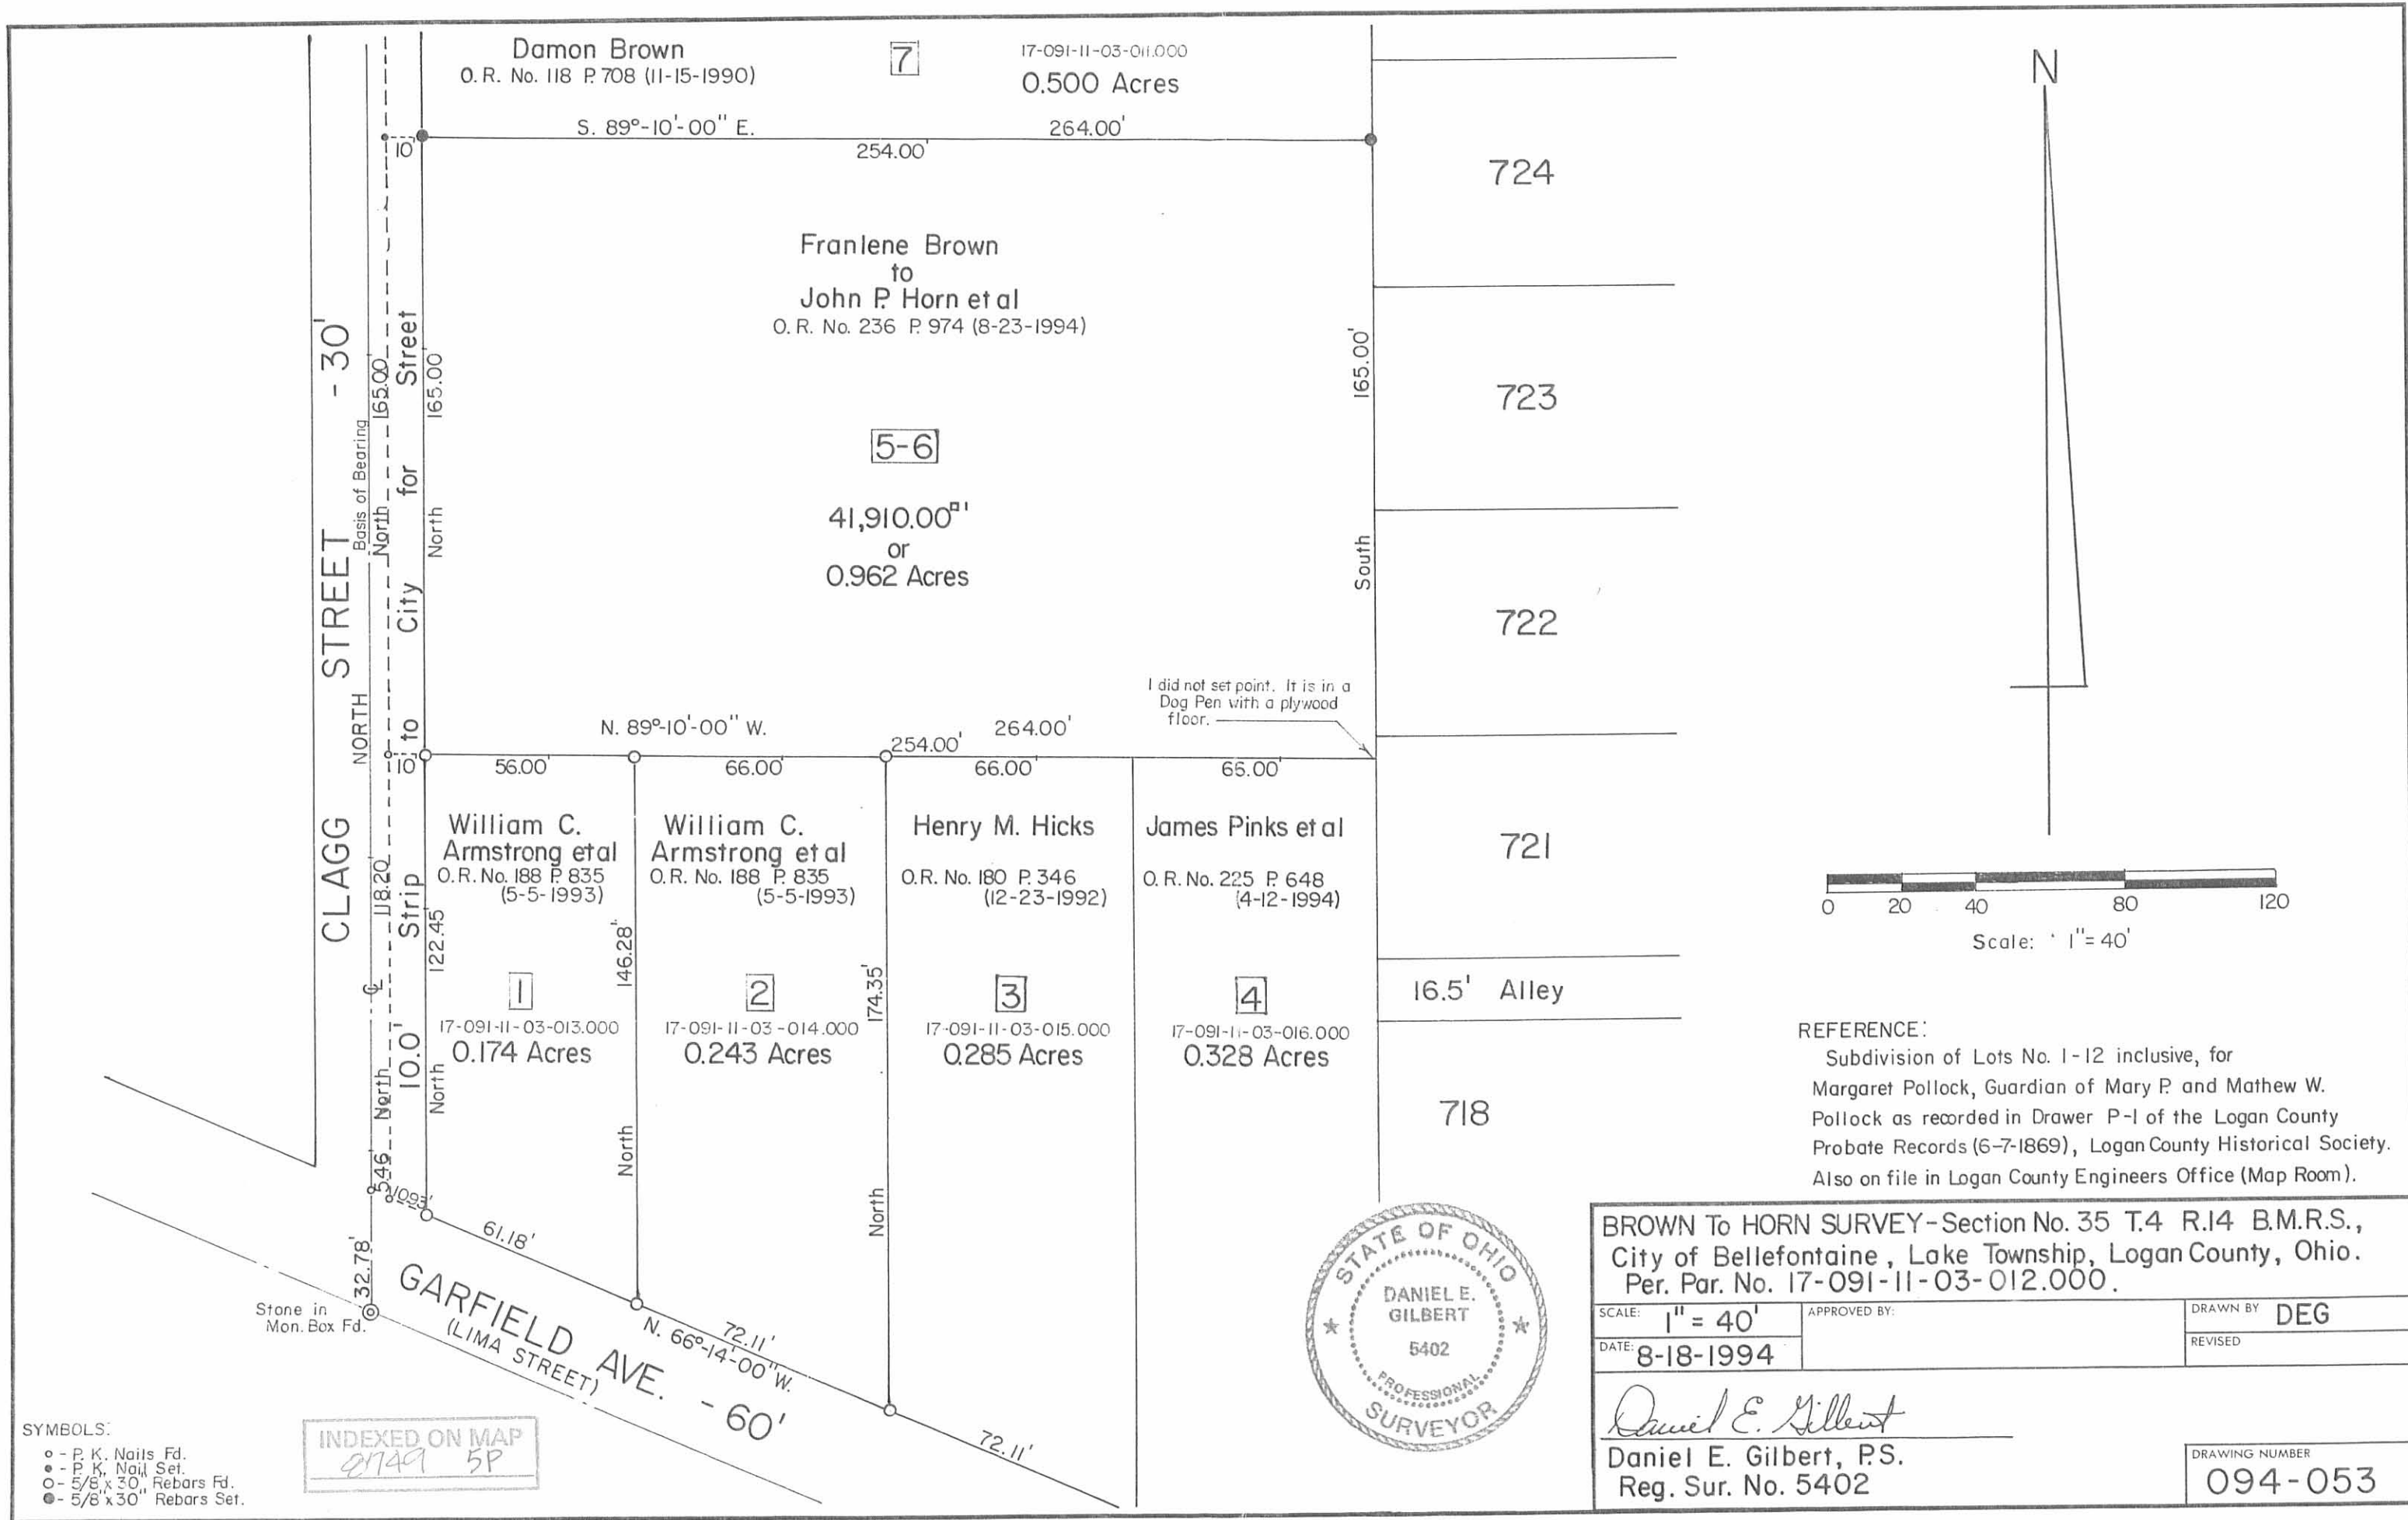 Damon Brown
O. R. No. 118 P. 708 (11-15-1990)
7
17-091-11-03-011.000
0.500 Acres
S. 89°-10'-00" E.
264.00'
10'
254.00'
724
N
Franlene Brown
to
John P. Horn et al
O. R. No. 236 P. 974 (8-23-1994)
CLAGG STREET - 30'
NORTH
Basis of Bearing
North 165.00'
10.0' Strip to City for Street
North 165.00'
5-6
41,910.00□'
or
0.962 Acres
South 165.00'
723
722
I did not set point. It is in a
Dog Pen with a plywood
floor.
N. 89°-10'-00" W.
264.00'
254.00'
10'
56.00'
66.00'
66.00'
66.00'
William C.
Armstrong et al
O. R. No. 188 P. 835
(5-5-1993)
William C.
Armstrong et al
O. R. No. 188 P. 835
(5-5-1993)
Henry M. Hicks
O. R. No. 180 P. 346
(12-23-1992)
James Pinks et al
O. R. No. 225 P. 648
(4-12-1994)
721
0 20 40 80 120
Scale: 1"= 40'
North 118.20'
North 122.45'
North 146.28'
North 174.35'
1
17-091-11-03-013.000
0.174 Acres
2
17-091-11-03-014.000
0.243 Acres
3
17-091-11-03-015.000
0.285 Acres
4
17-091-11-03-016.000
0.328 Acres
16.5' Alley
718
REFERENCE:
Subdivision of Lots No. 1-12 inclusive, for
Margaret Pollock, Guardian of Mary P. and Mathew W.
Pollock as recorded in Drawer P-1 of the Logan County
Probate Records (6-7-1869), Logan County Historical Society.
Also on file in Logan County Engineers Office (Map Room).
5.46'
10.93'
61.18'
32.78'
Stone in
Mon. Box Fd.
GARFIELD AVE. - 60'
(LIMA STREET)
72.11'
N. 66°-14'-00" W.
72.11'
STATE OF OHIO
DANIEL E.
GILBERT
5402
PROFESSIONAL
SURVEYOR
BROWN To HORN SURVEY-Section No. 35 T.4 R.14 B.M.R.S.,
City of Bellefontaine, Lake Township, Logan County, Ohio.
Per. Par. No. 17-091-11-03-012.000.
SCALE: 1" = 40'
APPROVED BY:
DRAWN BY DEG
DATE: 8-18-1994
REVISED
Daniel E. Gilbert
Daniel E. Gilbert, P.S.
Reg. Sur. No. 5402
DRAWING NUMBER
094-053
SYMBOLS:
- P. K. Nails Fd.
- P. K. Nail Set.
- 5/8"x 30" Rebars Fd.
- 5/8"x 30" Rebars Set.
INDEXED ON MAP
5P